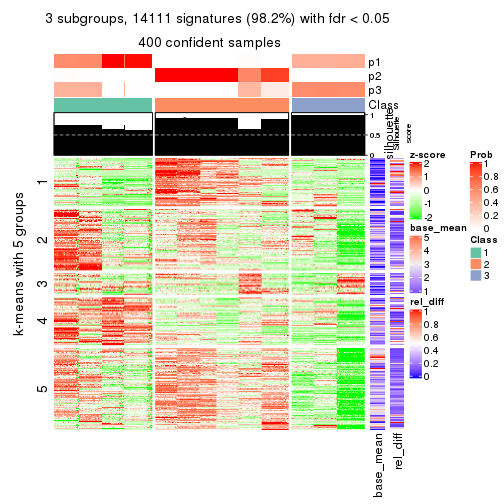 3 subgroups, 14111 signatures (98.2%) with fdr < 0.05
400 confident samples
p1
p2
p3
Class
1
0.5
0
silhouette
Silhouette
score
k-means with 5 groups
1
2
3
4
5
base_mean
rel_diff
z-score
2
1
0
-1
-2
base_mean
5
4
3
2
1
rel_diff
1
0.8
0.6
0.4
0.2
0
Prob
1
0.8
0.6
0.4
0.2
0
Class
1
2
3